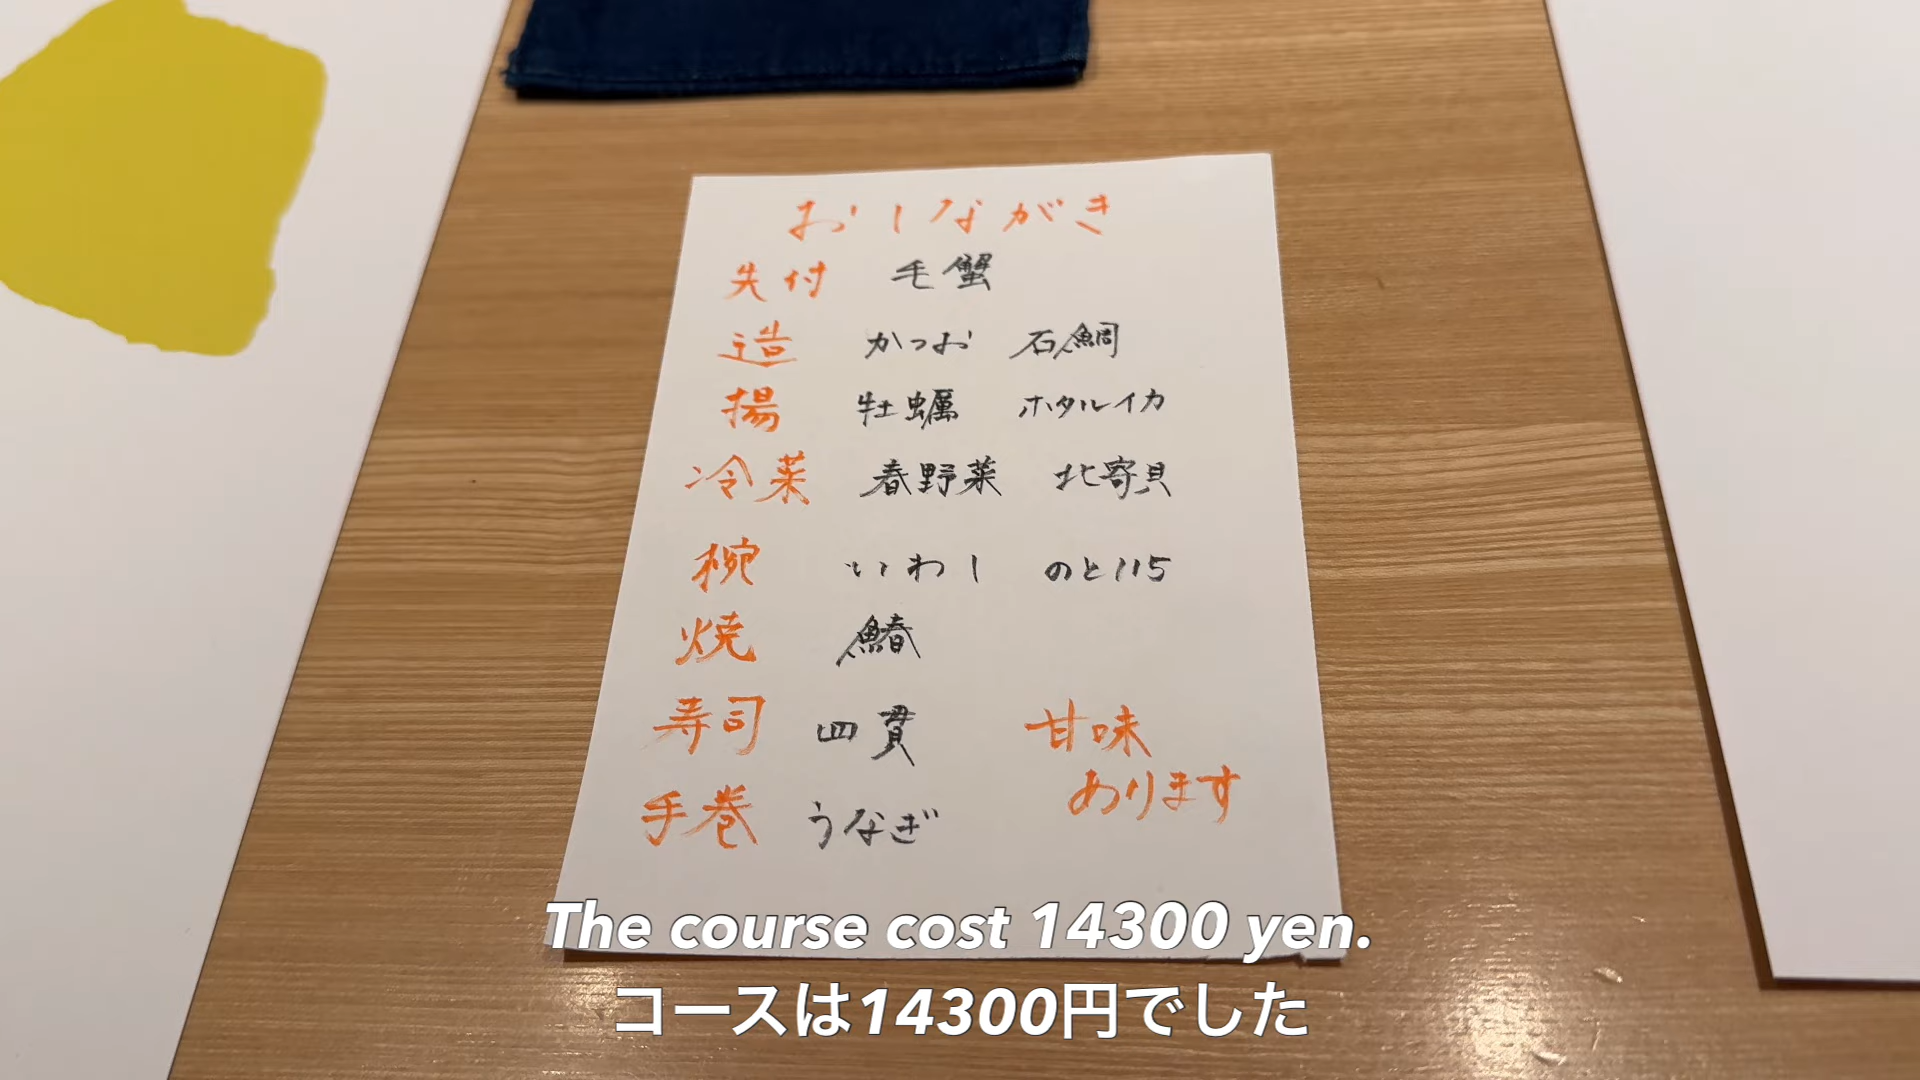 おしながき
先付 毛蟹
造 かつお 石鯛
揚 牡蠣 ホタルイカ
冷菜 春野菜 北寄貝
椀 いわし のと115
焼 鰆
寿司 四貫
手巻 うなぎ
甘味
あります
The course cost 14300 yen.
コースは14300円でした